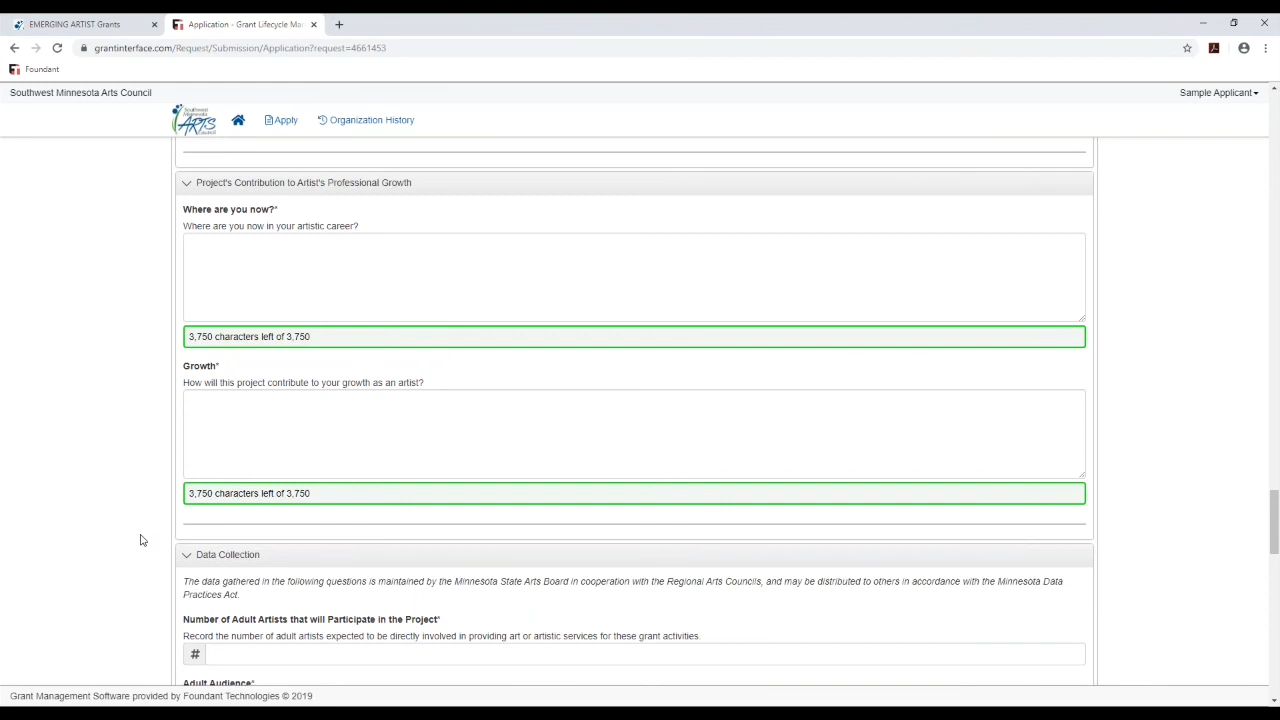 EMERGING ARTIST Grants
Application - Grant Lifecycle Ma
grantinterface.com/Request/Submission/Application?request=4661453
Foundant
Southwest Minnesota Arts Council
Sample Applicant
Southwest Minnesota ARTS Council
Apply
Organization History
Project's Contribution to Artist's Professional Growth
Where are you now?*
Where are you now in your artistic career?
3,750 characters left of 3,750
Growth*
How will this project contribute to your growth as an artist?
3,750 characters left of 3,750
Data Collection
The data gathered in the following questions is maintained by the Minnesota State Arts Board in cooperation with the Regional Arts Councils, and may be distributed to others in accordance with the Minnesota Data
Practices Act.
Number of Adult Artists that will Participate in the Project*
Record the number of adult artists expected to be directly involved in providing art or artistic services for these grant activities.
#
Adult Audience*
Grant Management Software provided by Foundant Technologies © 2019